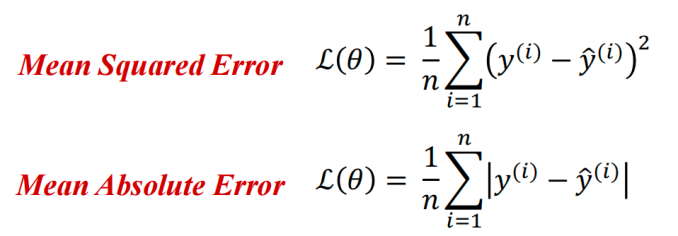 Mean Squared Error ℒ(θ) = 1/n ∑_{i=1}^{n} (y^{(i)} − ŷ^{(i)})^2
Mean Absolute Error ℒ(θ) = 1/n ∑_{i=1}^{n} |y^{(i)} − ŷ^{(i)}|